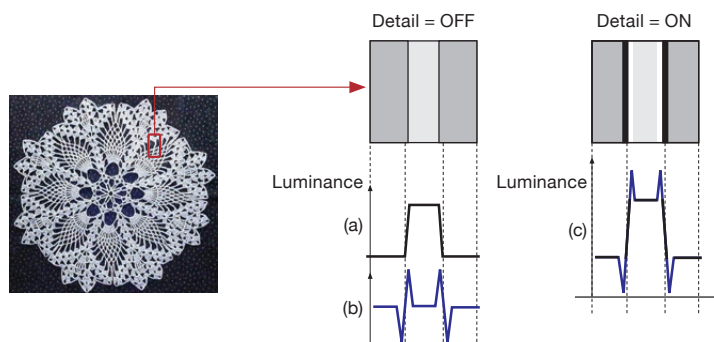 Detail = OFF
Detail = ON
Luminance
(a)
(b)
Luminance
(c)